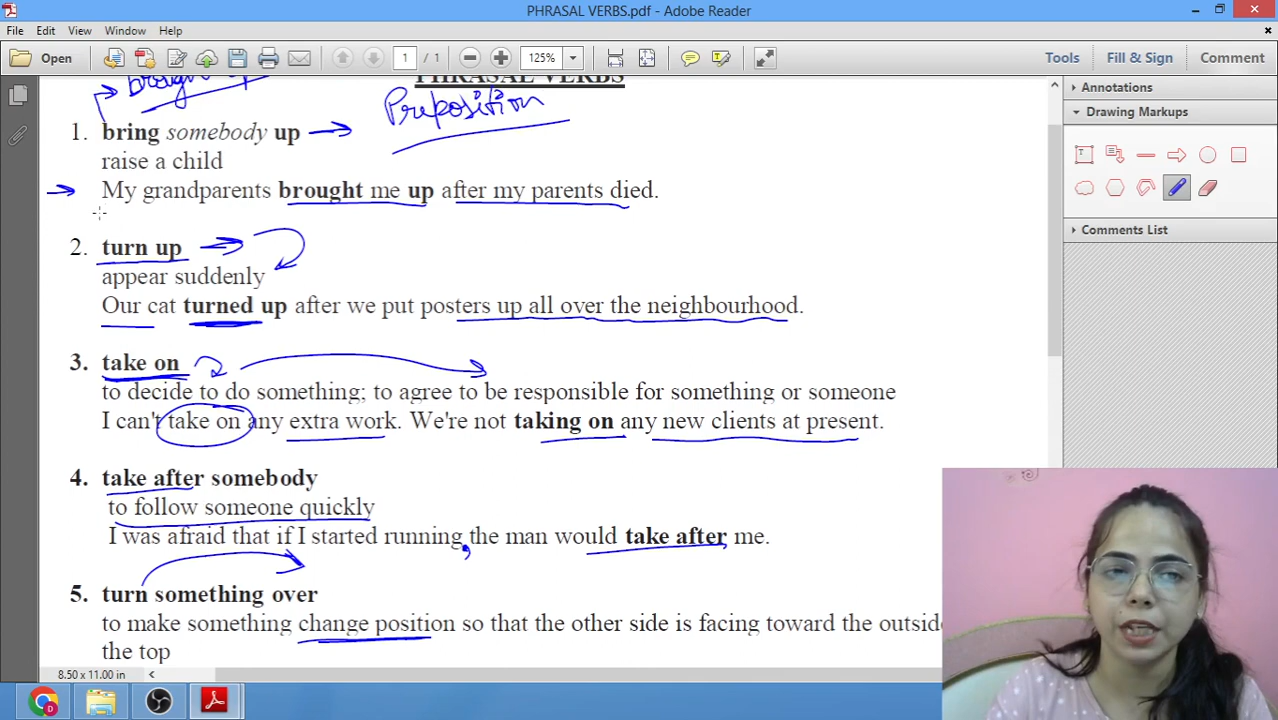 PHRASAL VERBS.pdf - Adobe Reader
File Edit View Window Help
Open 1 / 1 125% Tools Fill & Sign Comment
brought up PHRASAL VERBS
Preposition
1. bring somebody up
raise a child
My grandparents brought me up after my parents died.
2. turn up
appear suddenly
Our cat turned up after we put posters up all over the neighbourhood.
3. take on
to decide to do something; to agree to be responsible for something or someone
I can't take on any extra work. We're not taking on any new clients at present.
4. take after somebody
to follow someone quickly
I was afraid that if I started running, the man would take after me.
5. turn something over
to make something change position so that the other side is facing toward the outside
the top
8.50 x 11.00 in
Annotations
Drawing Markups
T
T
Comments List